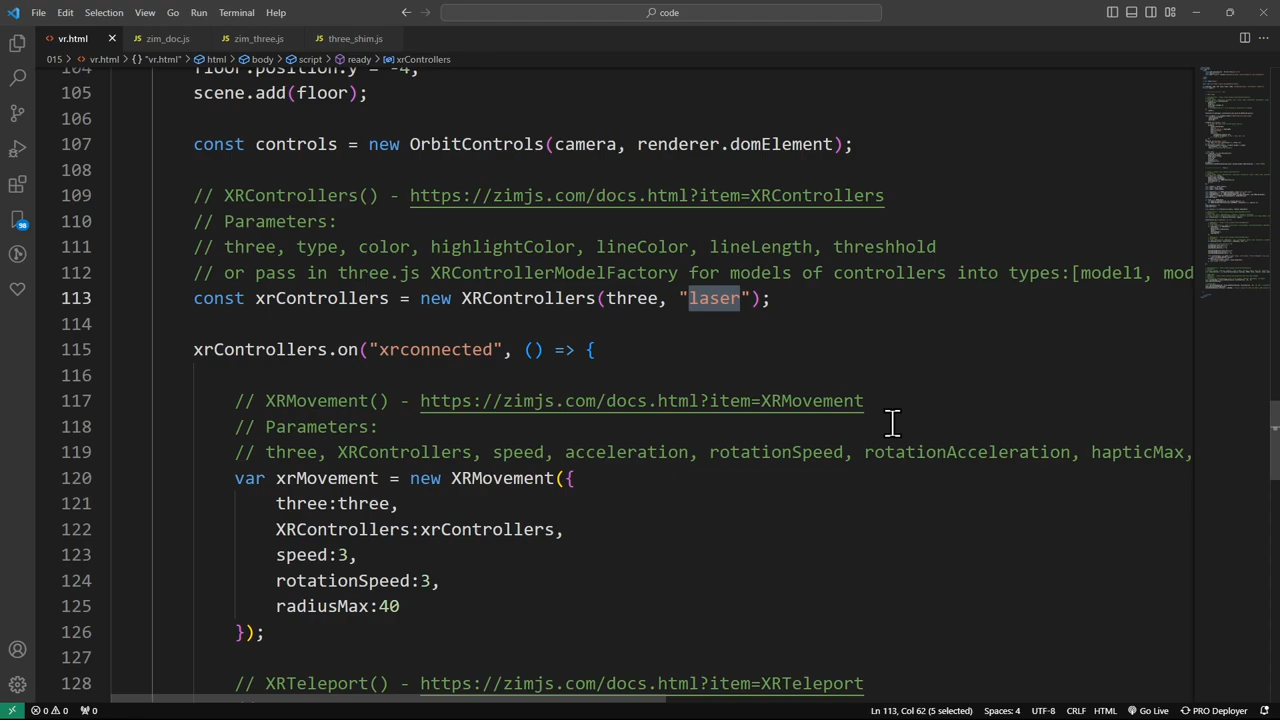 File Edit Selection View Go Run Terminal Help code
vr.html zim_doc.js zim_three.js three_shim.js
015 > vr.html > {} "vr.html" > html > body > script > ready > xrControllers
104 floor.position.y = -4;
105 scene.add(floor);
106
107 const controls = new OrbitControls(camera, renderer.domElement);
108
109 // XRControllers() - https://zimjs.com/docs.html?item=XRControllers
110 // Parameters:
111 // three, type, color, highlightColor, lineColor, lineLength, threshhold
112 // or pass in three.js XRControllerModelFactory for models of controllers into types:[model1, mod
113 const xrControllers = new XRControllers(three, "laser");
114
115 xrControllers.on("xrconnected", () => {
116
117 // XRMovement() - https://zimjs.com/docs.html?item=XRMovement
118 // Parameters:
119 // three, XRControllers, speed, acceleration, rotationSpeed, rotationAcceleration, hapticMax,
120 var xrMovement = new XRMovement({
121 three:three,
122 XRControllers:xrControllers,
123 speed:3,
124 rotationSpeed:3,
125 radiusMax:40
126 });
127
128 // XRTeleport() - https://zimjs.com/docs.html?item=XRTeleport
98
0 0 0 Ln 113, Col 62 (5 selected) Spaces: 4 UTF-8 CRLF HTML Go Live PRO Deployer